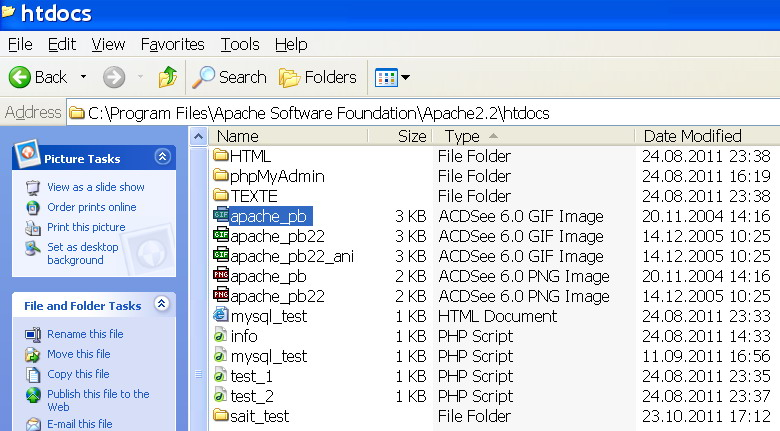 htdocs
File Edit View Favorites Tools Help
Back Search Folders
Address C:\Program Files\Apache Software Foundation\Apache2.2\htdocs
Picture Tasks
View as a slide show
Order prints online
Print this picture
Set as desktop
background
File and Folder Tasks
Rename this file
Move this file
Copy this file
Publish this file to the
Web
E-mail this file
Name Size Type Date Modified
HTML File Folder 24.08.2011 23:38
phpMyAdmin File Folder 24.08.2011 16:19
TEXTE File Folder 24.08.2011 23:38
GIF apache_pb 3 KB ACDSee 6.0 GIF Image 20.11.2004 14:16
GIF apache_pb22 3 KB ACDSee 6.0 GIF Image 14.12.2005 10:25
GIF apache_pb22_ani 3 KB ACDSee 6.0 GIF Image 14.12.2005 10:25
PNG apache_pb 2 KB ACDSee 6.0 PNG Image 20.11.2004 14:16
PNG apache_pb22 2 KB ACDSee 6.0 PNG Image 14.12.2005 10:25
mysql_test 1 KB HTML Document 24.08.2011 23:33
info 1 KB PHP Script 24.08.2011 14:33
mysql_test 1 KB PHP Script 11.09.2011 16:56
test_1 1 KB PHP Script 24.08.2011 23:35
test_2 1 KB PHP Script 24.08.2011 23:37
sait_test File Folder 23.10.2011 17:12